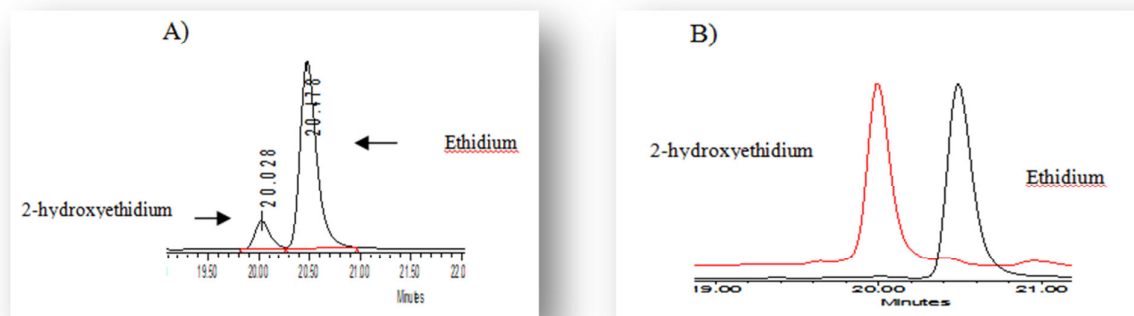 A)
20.028
20.478
Ethidium
2-hydroxyethidium
19.50 20.00 20.50 21.00 21.50 22.0
Minutes
B)
2-hydroxyethidium
Ethidium
19.00 20.00 21.00
Minutes